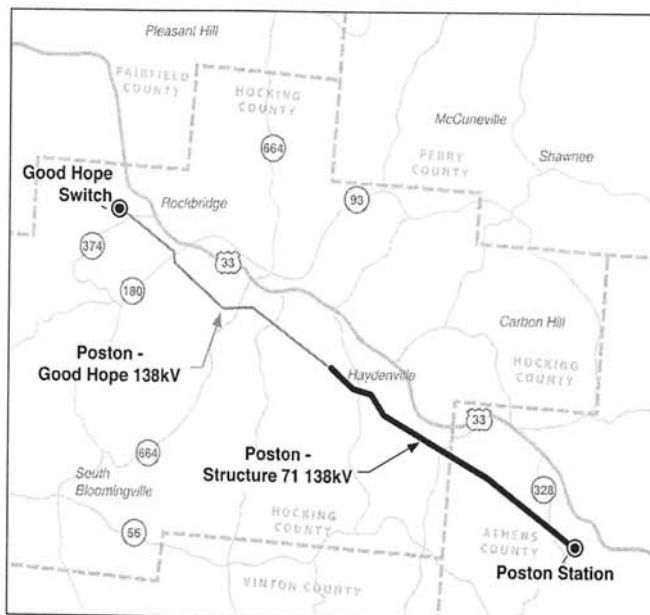 Pleasant Hill
FAIRFIELD
COUNTY
HOCKING
COUNTY
664
McCuneville
PERRY
COUNTY
Shawnee
93
Good Hope
Switch
Rockbridge
374
33
180
Carbon Hill
Poston -
Good Hope 138kV
HOCKING
COUNTY
Haydenville
33
664
Poston -
Structure 71 138kV
South
Bloomingville
328
HOCKING
COUNTY
56
ATHENS
COUNTY
Poston Station
VINTON COUNTY